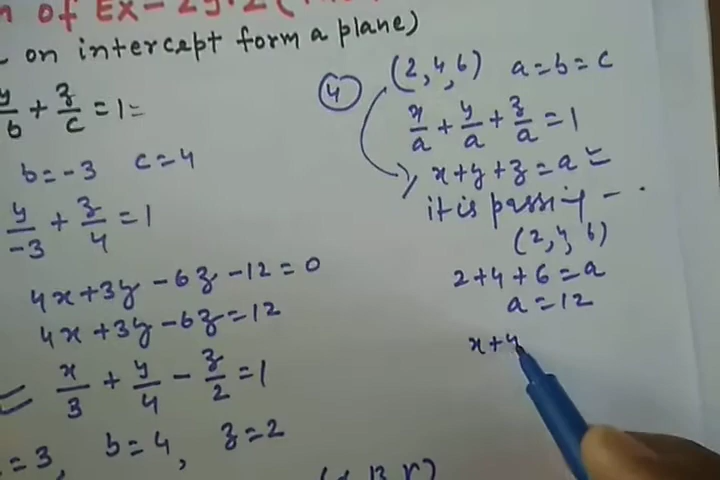 n of Ex-29.2
on intercept form a plane)
y/b + z/c = 1 =
b = -3 c = 4
y/-3 + z/4 = 1
4x + 3y - 6z - 12 = 0
4x + 3y - 6z = 12
= x/3 + y/4 - z/2 = 1
= 3, b = 4, z = 2
④ (2, 4, 6) a = b = c
x/a + y/a + z/a = 1
x + y + z = a =
it is passing - .
(2, 4, 6)
2 + 4 + 6 = a
a = 12
x + y
(α, β, γ)